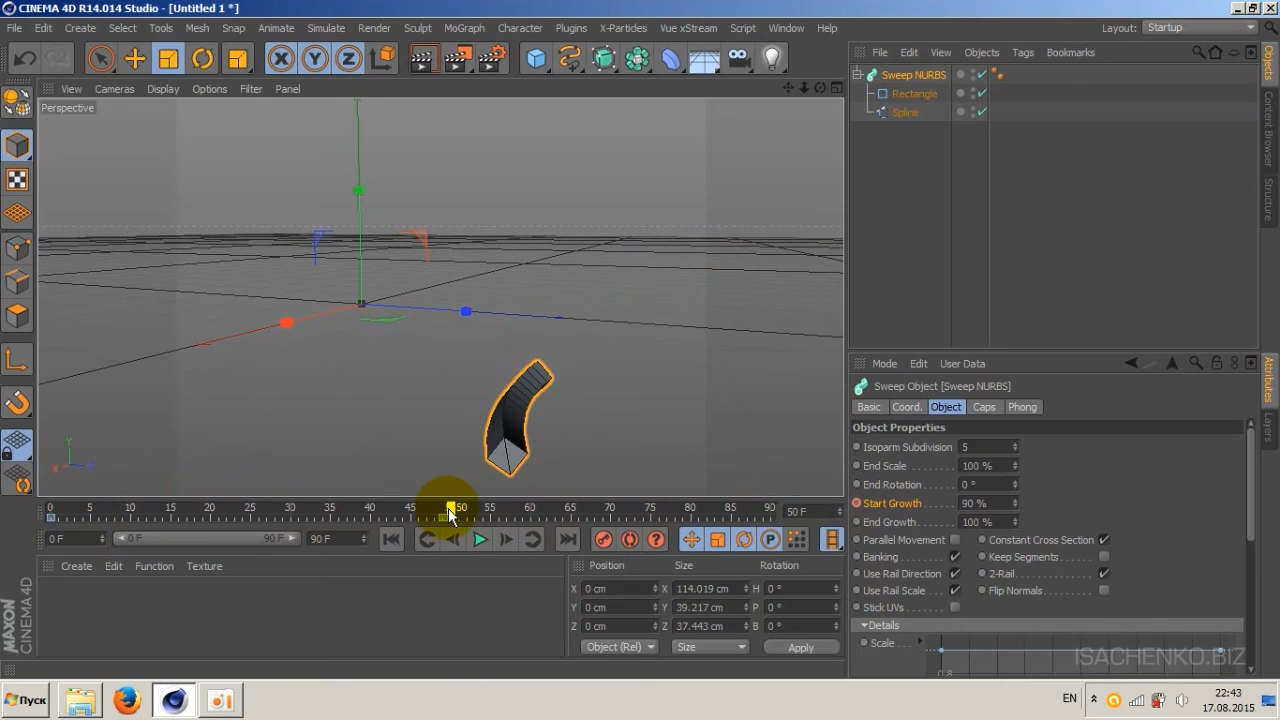 CINEMA 4D R14.014 Studio - [Untitled 1 *]
File Edit Create Select Tools Mesh Snap Animate Simulate Render Sculpt MoGraph Character Plugins X-Particles Vue xStream Script Window Help Layout: Startup
X Y Z
File Edit View Objects Tags Bookmarks
View Cameras Display Options Filter Panel
Perspective
Sweep NURBS
Rectangle
Spline
Objects
Content Browser
Structure
Y
X Z
Mode Edit User Data
Sweep Object [Sweep NURBS]
Basic Coord. Object Caps Phong
Object Properties
Isoparm Subdivision 5
End Scale 100 %
End Rotation 0 °
Start Growth 90 %
End Growth 100 %
Parallel Movement Constant Cross Section
Banking Keep Segments
Use Rail Direction 2-Rail
Use Rail Scale Flip Normals
Stick UVs
Details
Scale
0.8
Attributes
Layers
0 5 10 15 20 25 30 35 40 45 50 55 60 65 70 75 80 85 90 50 F
0 F 0 F 90 F 90 F
P
Create Edit Function Texture
Position Size Rotation
X 0 cm X 114.019 cm H 0 °
Y 0 cm Y 39.217 cm P 0 °
Z 0 cm Z 37.443 cm B 0 °
Object (Rel) Size Apply
MAXON
CINEMA 4D
ISACHENKO.BIZ
Пуск
EN
22:43
17.08.2015